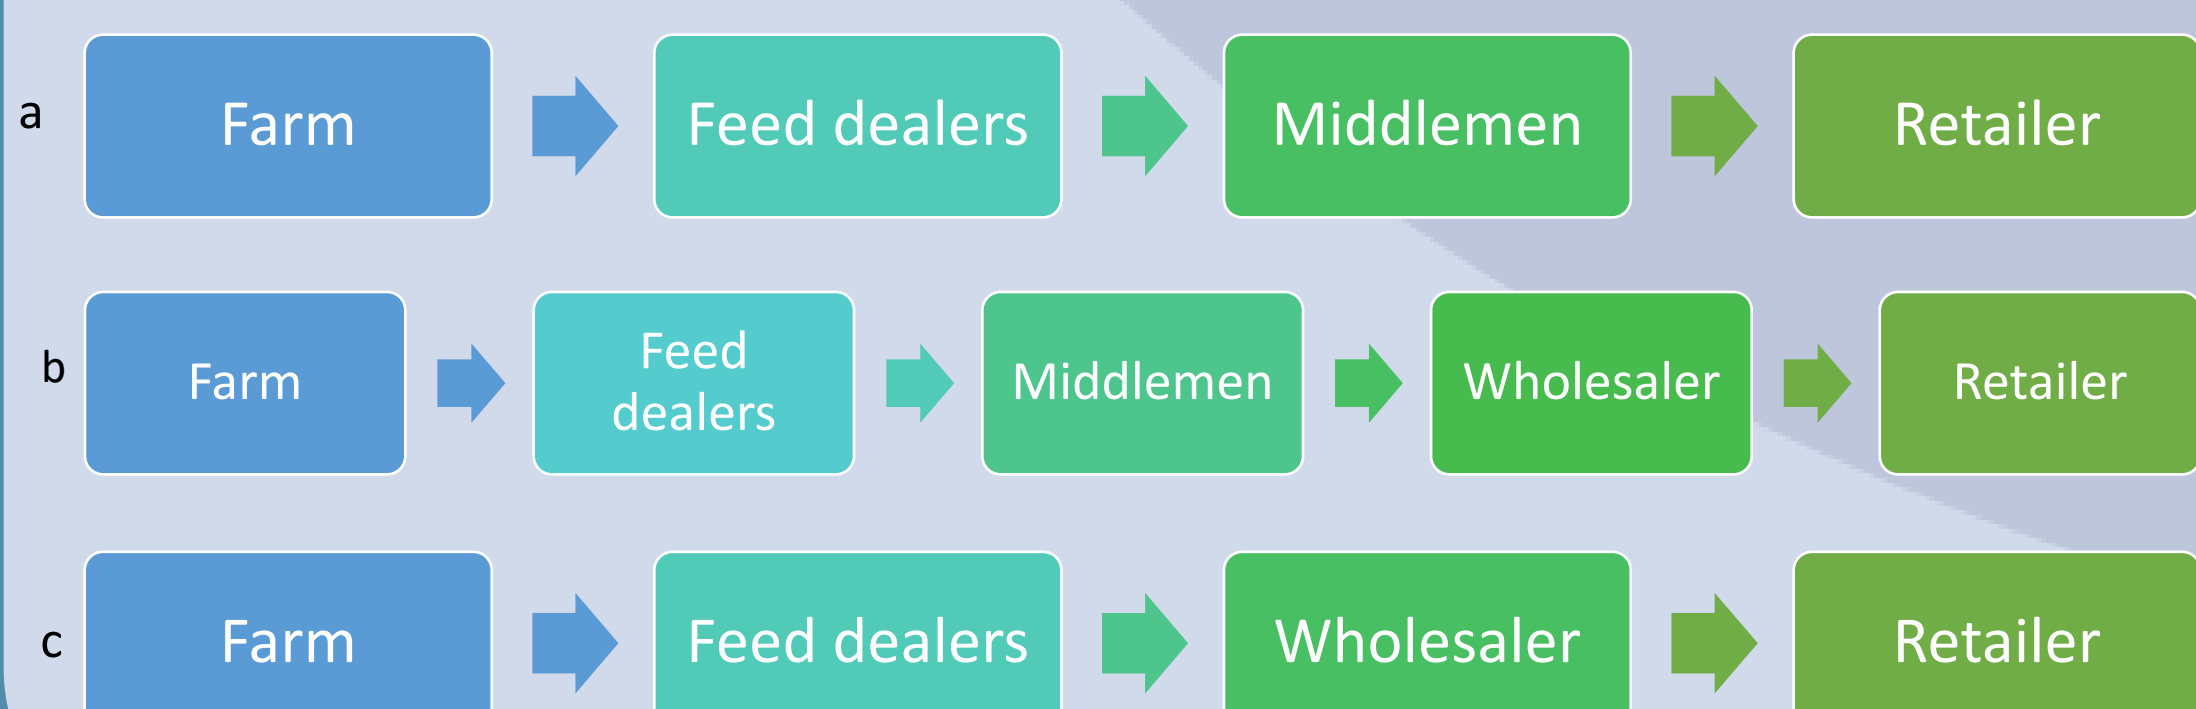 a
Farm
Feed dealers
Middlemen
Retailer
b
Farm
Feed
dealers
Middlemen
Wholesaler
Retailer
c
Farm
Feed dealers
Wholesaler
Retailer